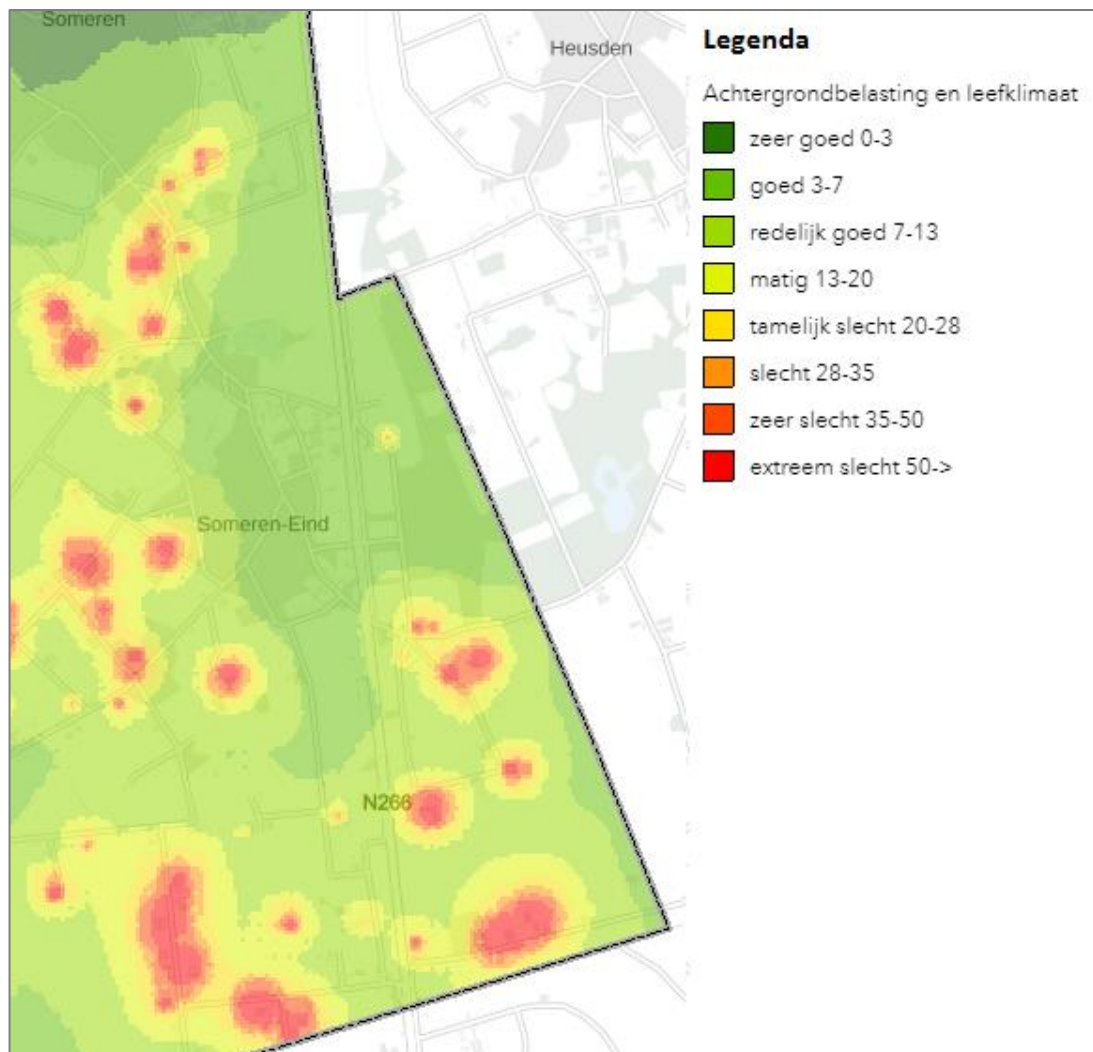 Someren
Heusden
Someren-Eind
N266
Legenda
Achtergrondbelasting en leefklimaat
zeer goed 0-3
goed 3-7
redelijk goed 7-13
matig 13-20
tamelijk slecht 20-28
slecht 28-35
zeer slecht 35-50
extreem slecht 50->